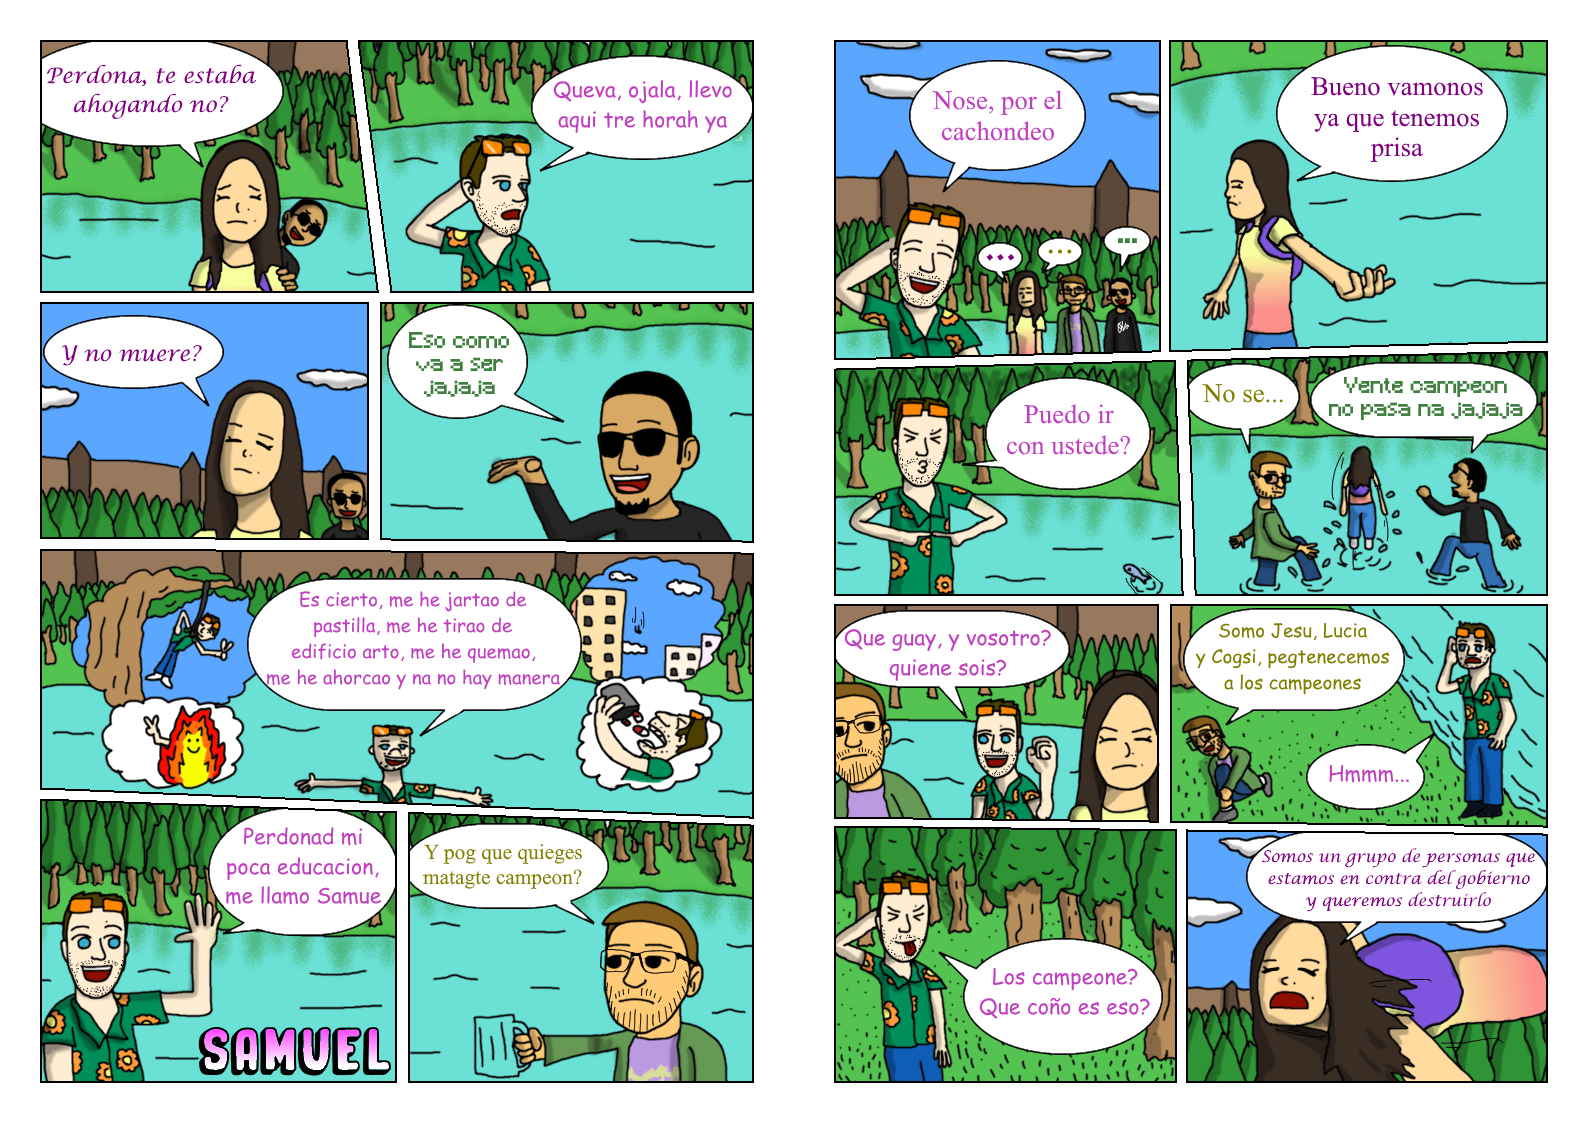 Perdona, te estaba
ahogando no?
Queva, ojala, llevo
aqui tre horah ya
Y no muere?
Eso como
va a ser
jajaja
Es cierto, me he jartao de
pastilla, me he tirao de
edificio arto, me he quemao,
me he ahorcao y na no hay manera
Perdonad mi
poca educacion,
me llamo Samue
SAMUEL
Y pog que quieges
matagte campeon?
Nose, por el
cachondeo
...
...
...
Bueno vamonos
ya que tenemos
prisa
Puedo ir
con ustede?
No se...
Vente campeon
no pasa na jajaja
Que guay, y vosotro?
quiene sois?
Somo Jesu, Lucia
y Cogsi, pegtenecemos
a los campeones
Hmmm...
Los campeone?
Que coño es eso?
Somos un grupo de personas que
estamos en contra del gobierno
y queremos destruirlo